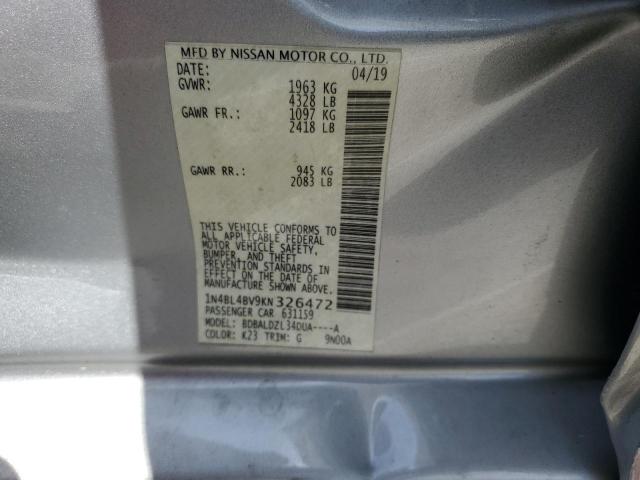 MFD BY NISSAN MOTOR CO., LTD.
DATE: 04/19
GVWR: 1963 KG
4328 LB
GAWR FR.: 1097 KG
2418 LB
GAWR RR.: 945 KG
2083 LB
THIS VEHICLE CONFORMS TO
ALL APPLICABLE FEDERAL
MOTOR VEHICLE SAFETY,
BUMPER, AND THEFT
PREVENTION STANDARDS IN
EFFECT ON THE DATE OF
MANUFACTURE SHOWN ABOVE.
1N4BL4BV9KN326472
PASSENGER CAR 631159
MODEL: BDBALDZL34DUA----A
COLOR: K23 TRIM: G 9N00A